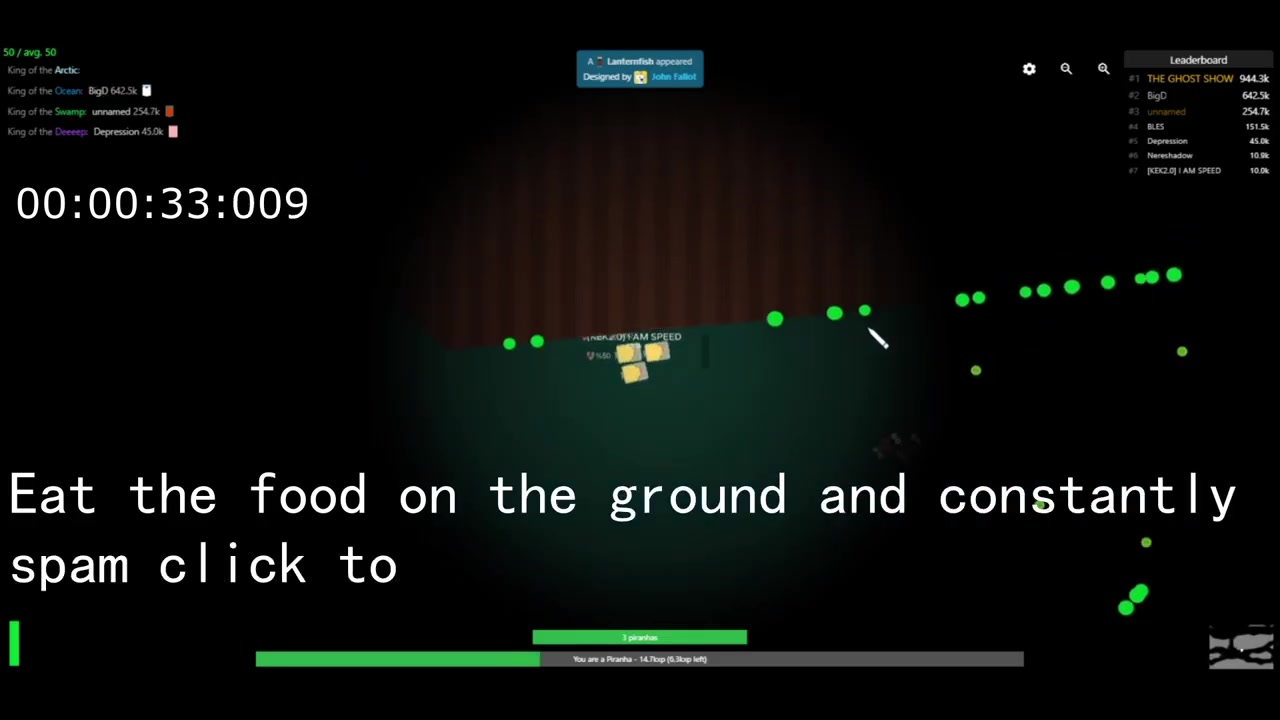 50 / avg. 50
King of the Arctic:
King of the Ocean: BigD 642.5k
King of the Swamp: unnamed 254.7k
King of the Deeeep: Depression 45.0k
A Lanternfish appeared
Designed by John Falliot
Leaderboard
#1 THE GHOST SHOW 944.3k
#2 BigD 642.5k
#3 unnamed 254.7k
#4 BLES 151.5k
#5 Depression 45.0k
#6 Nereshadow 10.9k
#7 [KEK2.0] I AM SPEED 10.0k
00:00:33:009
[KEK2.0] I AM SPEED
%50
Eat the food on the ground and constantly
spam click to
3 piranhas
You are a Piranha - 14.7kxp (6.3kxp left)